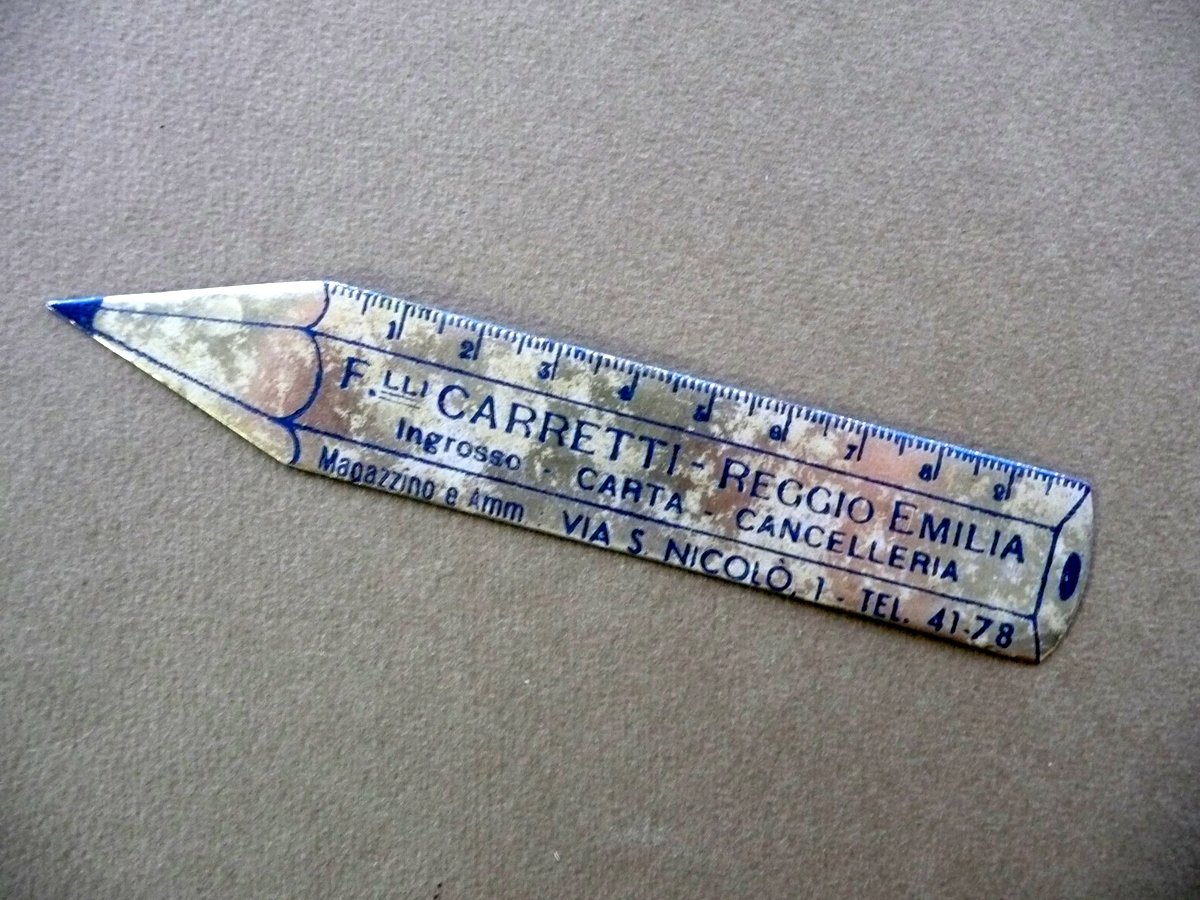 1 2 3 4 5 6 7 8 9
F.LLI CARRETTI - REGGIO EMILIA
Ingrosso - CARTA - CANCELLERIA
Magazzino e Amm. VIA S. NICOLÒ, 1 - TEL. 41-78